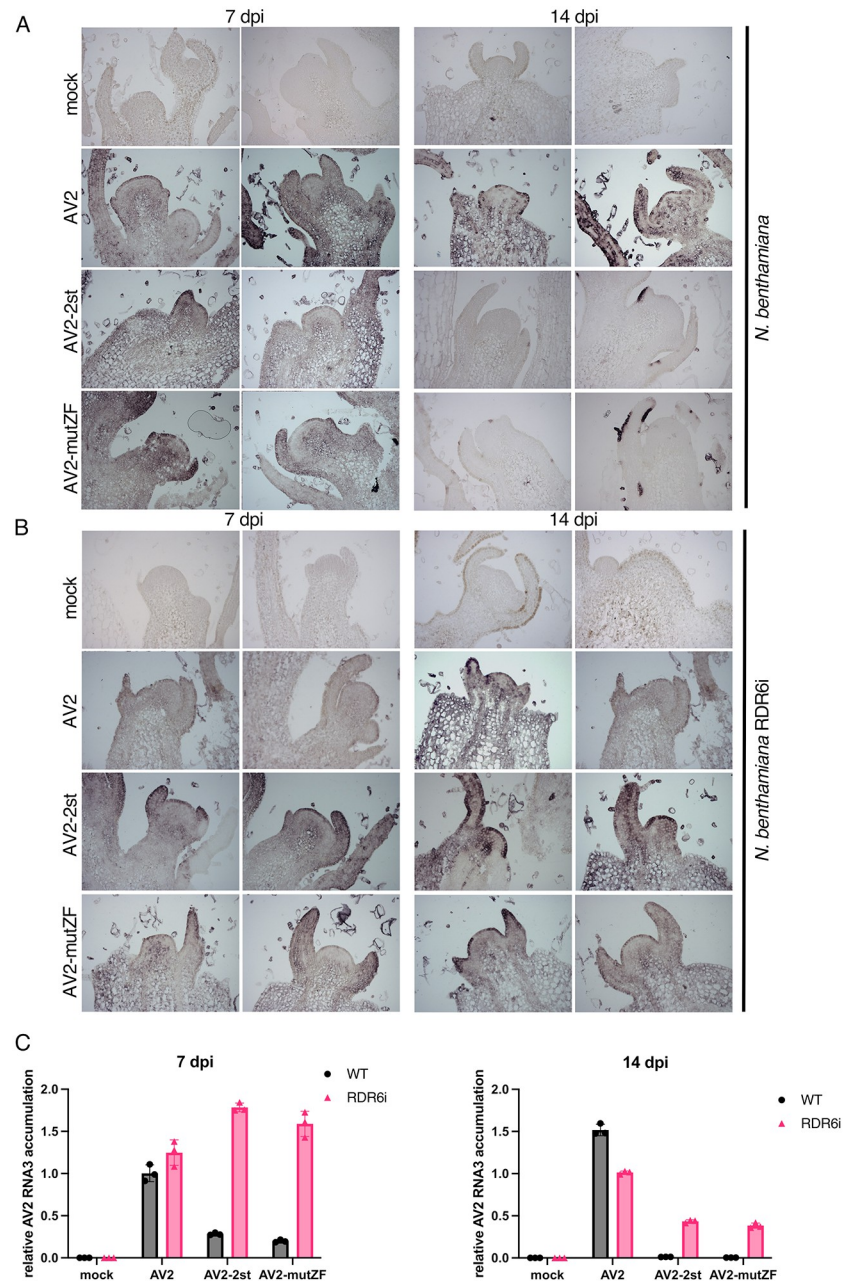 A
7 dpi 14 dpi
mock
AV2
AV2-2st
AV2-mutZF
N. benthamiana
B
7 dpi 14 dpi
mock
AV2
AV2-2st
AV2-mutZF
N. benthamiana RDR6i
C
7 dpi
relative AV2 RNA3 accumulation
2.0
1.5
1.0
0.5
0.0
mock AV2 AV2-2st AV2-mutZF
WT
RDR6i
14 dpi
relative AV2 RNA3 accumulation
2.0
1.5
1.0
0.5
0.0
mock AV2 AV2-2st AV2-mutZF
WT
RDR6i